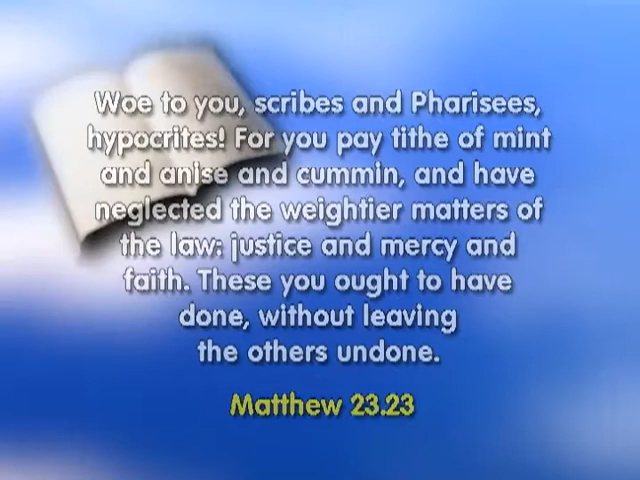 Woe to you, scribes and Pharisees,
hypocrites! For you pay tithe of mint
and anise and cummin, and have
neglected the weightier matters of
the law: justice and mercy and
faith. These you ought to have
done, without leaving
the others undone.
Matthew 23.23